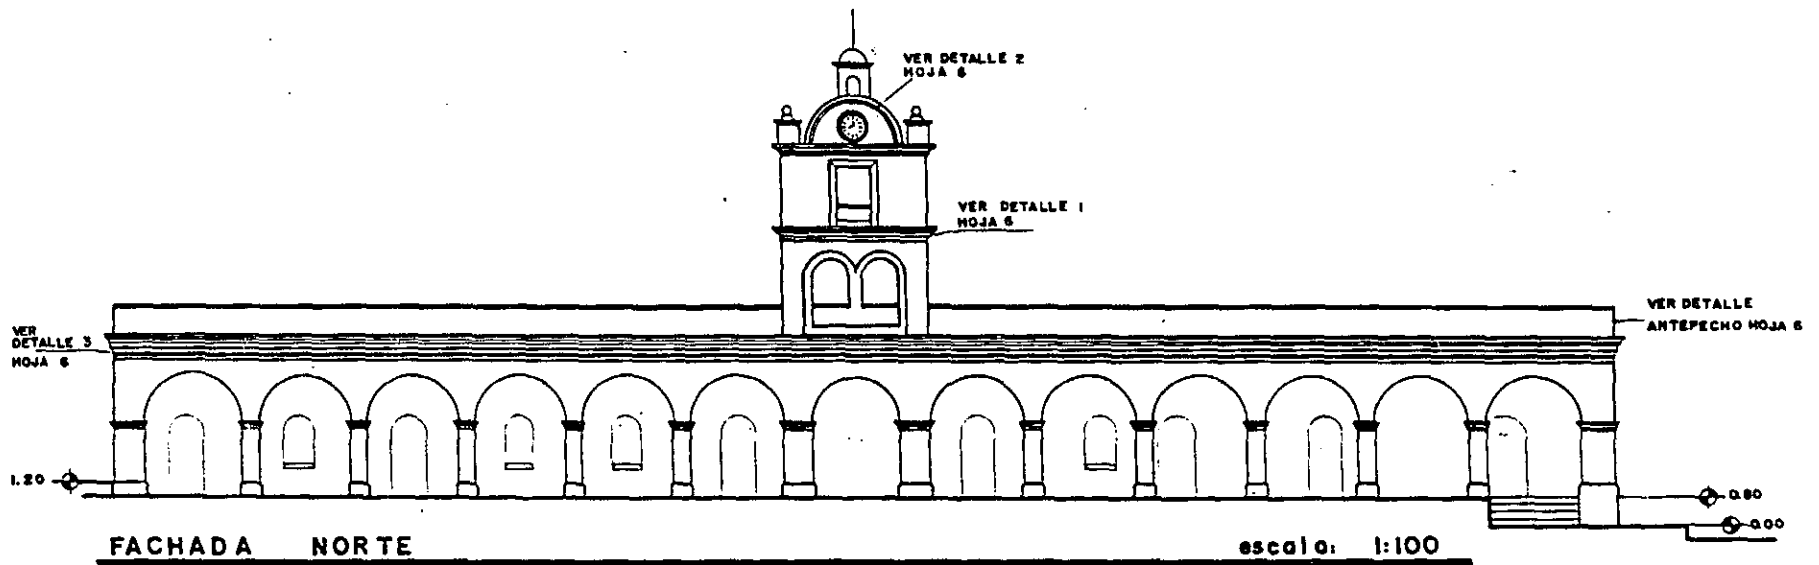 VER DETALLE 2
HOJA 6
VER DETALLE 1
HOJA 6
VER
DETALLE 3
HOJA 6
VER DETALLE
ANTEPECHO HOJA 6
1.20
0.80
0.00
FACHADA NORTE
escala: 1:100